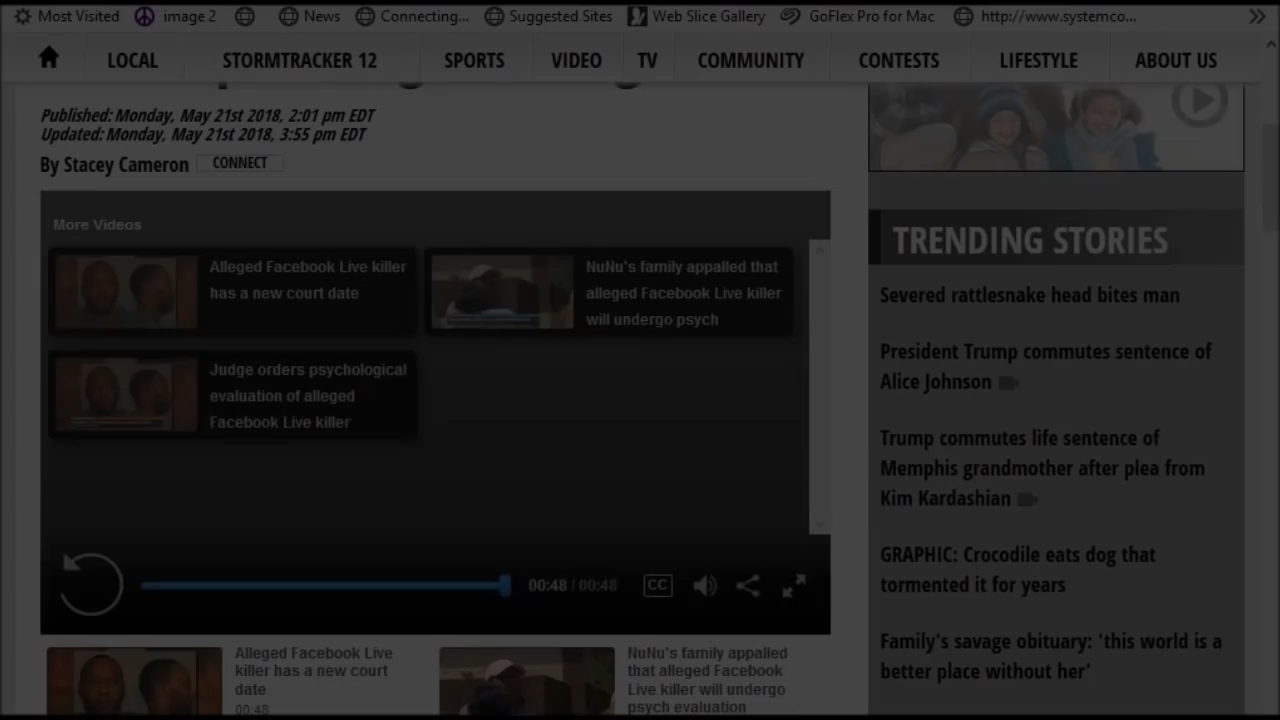 Most Visited image 2 News Connecting... Suggested Sites Web Slice Gallery GoFlex Pro for Mac http://www.systemco...
LOCAL STORMTRACKER 12 SPORTS VIDEO TV COMMUNITY CONTESTS LIFESTYLE ABOUT US
Published: Monday, May 21st 2018, 2:01 pm EDT
Updated: Monday, May 21st 2018, 3:55 pm EDT
By Stacey Cameron CONNECT
More Videos
Alleged Facebook Live killer
has a new court date
NuNu's family appalled that
alleged Facebook Live killer
will undergo psych
Judge orders psychological
evaluation of alleged
Facebook Live killer
00:48 / 00:48 CC
Alleged Facebook Live
killer has a new court
date
00:48
NuNu's family appalled
that alleged Facebook
Live killer will undergo
psych evaluation
TRENDING STORIES
Severed rattlesnake head bites man
President Trump commutes sentence of
Alice Johnson
Trump commutes life sentence of
Memphis grandmother after plea from
Kim Kardashian
GRAPHIC: Crocodile eats dog that
tormented it for years
Family's savage obituary: 'this world is a
better place without her'